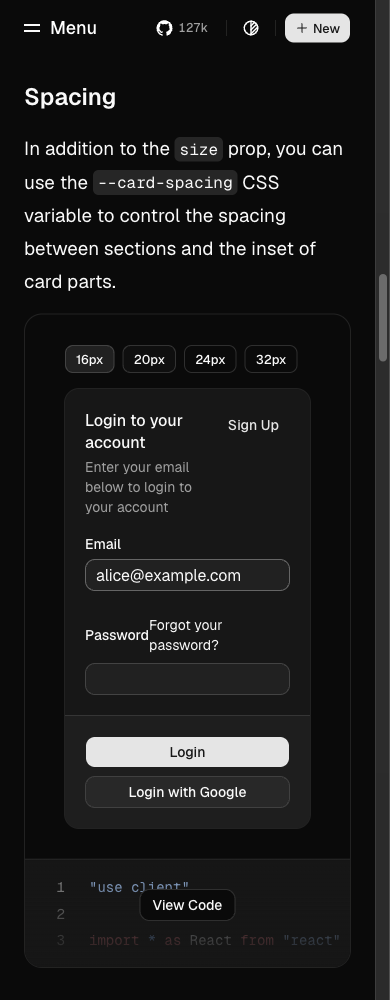 Menu 127k + New
Spacing
In addition to the size prop, you can
use the --card-spacing CSS
variable to control the spacing
between sections and the inset of
card parts.
16px 20px 24px 32px
Login to your
account
Sign Up
Enter your email
below to login to
your account
Email
alice@example.com
Password
Forgot your
password?
Login
Login with Google
1 "use client"
2
View Code
3 import * as React from "react"